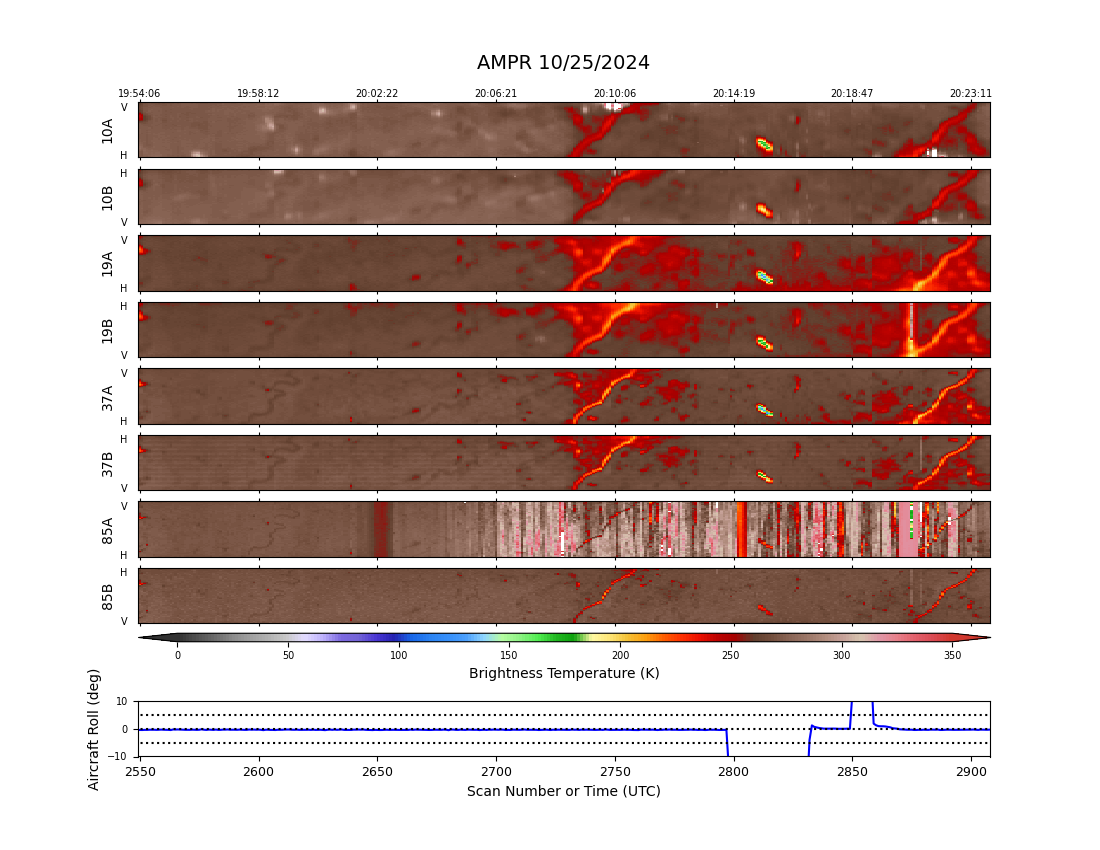 AMPR 10/25/2024
19:54:06 19:58:12 20:02:22 20:06:21 20:10:06 20:14:19 20:18:47 20:23:11
V
10A
H
H
10B
V
V
19A
H
H
19B
V
V
37A
H
H
37B
V
V
85A
H
H
85B
V
0 50 100 150 200 250 300 350
Brightness Temperature (K)
Aircraft Roll (deg)
10
0
−10
2550 2600 2650 2700 2750 2800 2850 2900
Scan Number or Time (UTC)